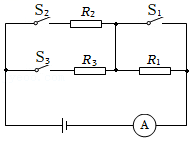 S₂ R₂ S₁
S₃ R₃ R₁
A